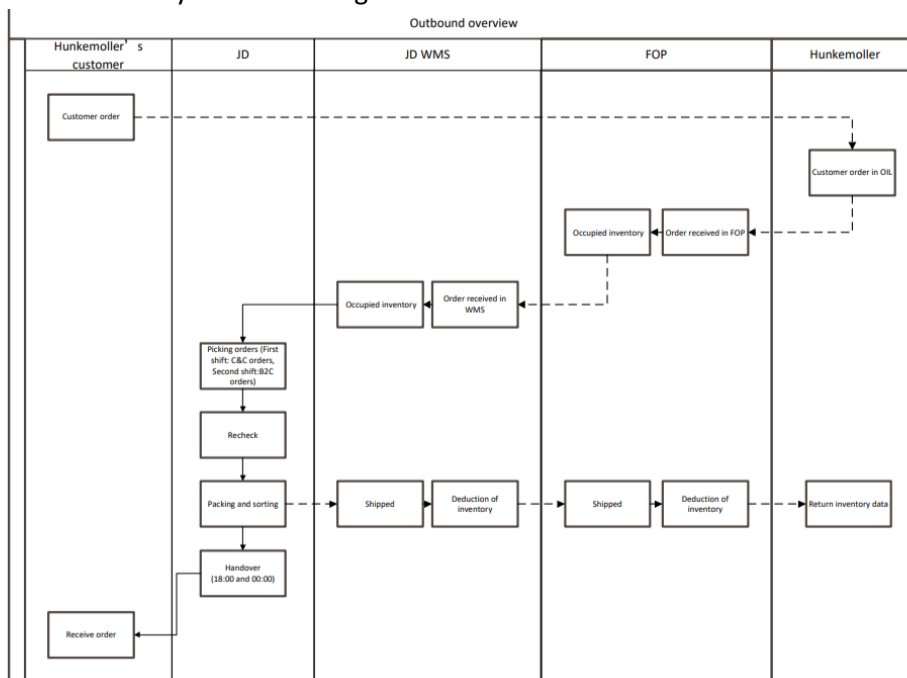 Outbound overview
Hunkemoller’s
customer
JD
JD WMS
FOP
Hunkemoller
Customer order
Customer order in OIL
Occupied inventory
Order received in FOP
Occupied inventory
Order received in
WMS
Picking orders (First
shift: C&C orders,
Second shift:B2C
orders)
Recheck
Packing and sorting
Shipped
Deduction of
inventory
Shipped
Deduction of
inventory
Return inventory data
Handover
(18:00 and 00:00)
Receive order